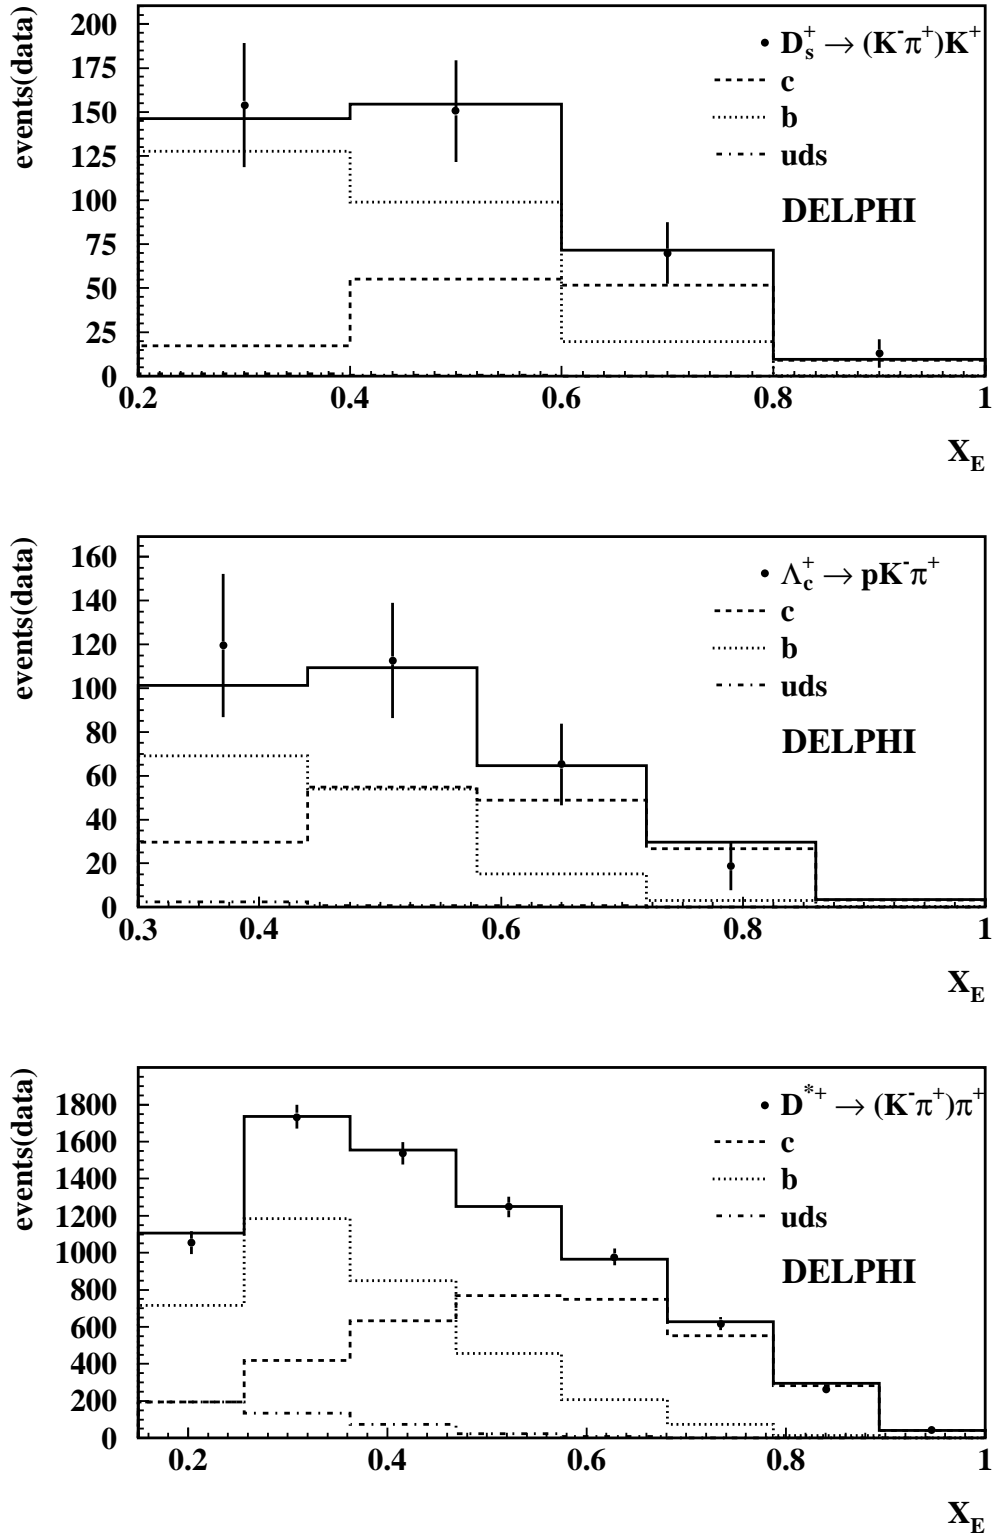 events(data)
200
175
150
125
100
75
50
25
0
0.2 0.4 0.6 0.8 1
X_E
D_s^+ → (K^-π^+)K^+
c
b
uds
DELPHI
events(data)
160
140
120
100
80
60
40
20
0
0.3 0.4 0.6 0.8 1
X_E
Λ_c^+ → pK^-π^+
c
b
uds
DELPHI
events(data)
1800
1600
1400
1200
1000
800
600
400
200
0
0.2 0.4 0.6 0.8 1
X_E
D^*+ → (K^-π^+)π^+
c
b
uds
DELPHI